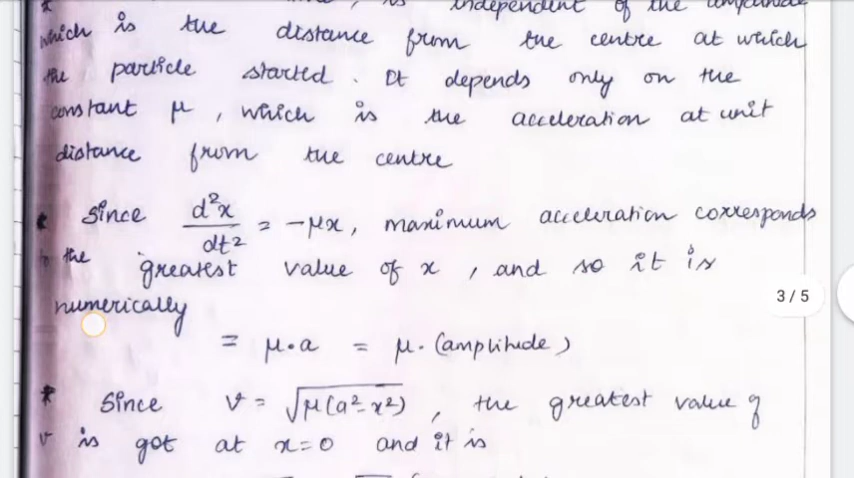 is independent of the amplitude
which is the distance from the centre at which
the particle started. It depends only on the
constant μ, which is the acceleration at unit
distance from the centre
* Since d²x/dt² = -μx, maximum acceleration corresponds
to the greatest value of x, and so it is
numerically
= μ.a = μ.(amplitude)
* Since v = √μ(a²-x²), the greatest value of
v is got at x=0 and it is
3 / 5